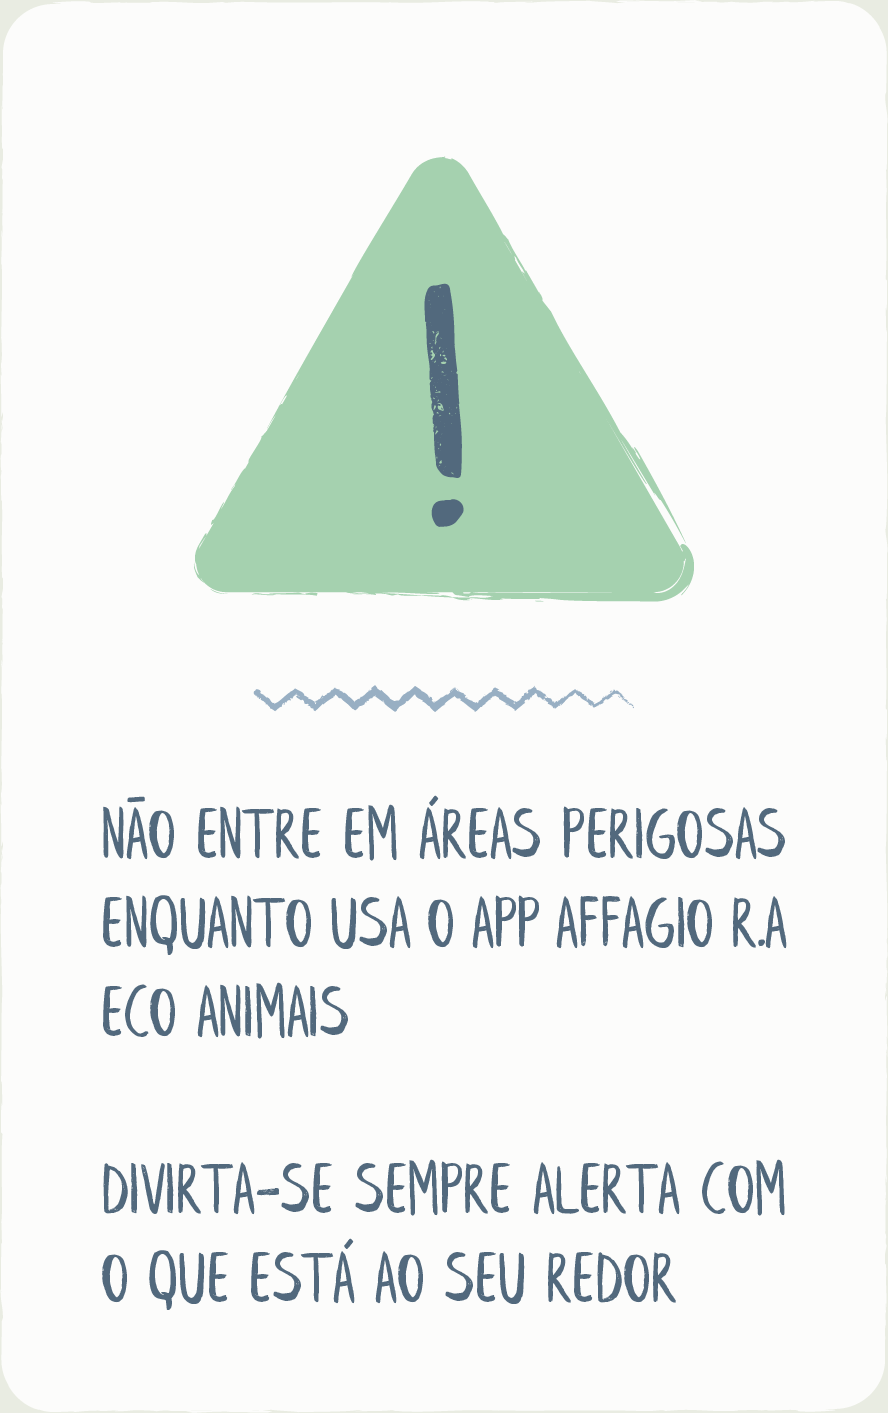 NÃO ENTRE EM ÁREAS PERIGOSAS
ENQUANTO USA O APP AFFAGIO R.A
ECO ANIMAIS
DIVIRTA-SE SEMPRE ALERTA COM
O QUE ESTÁ AO SEU REDOR